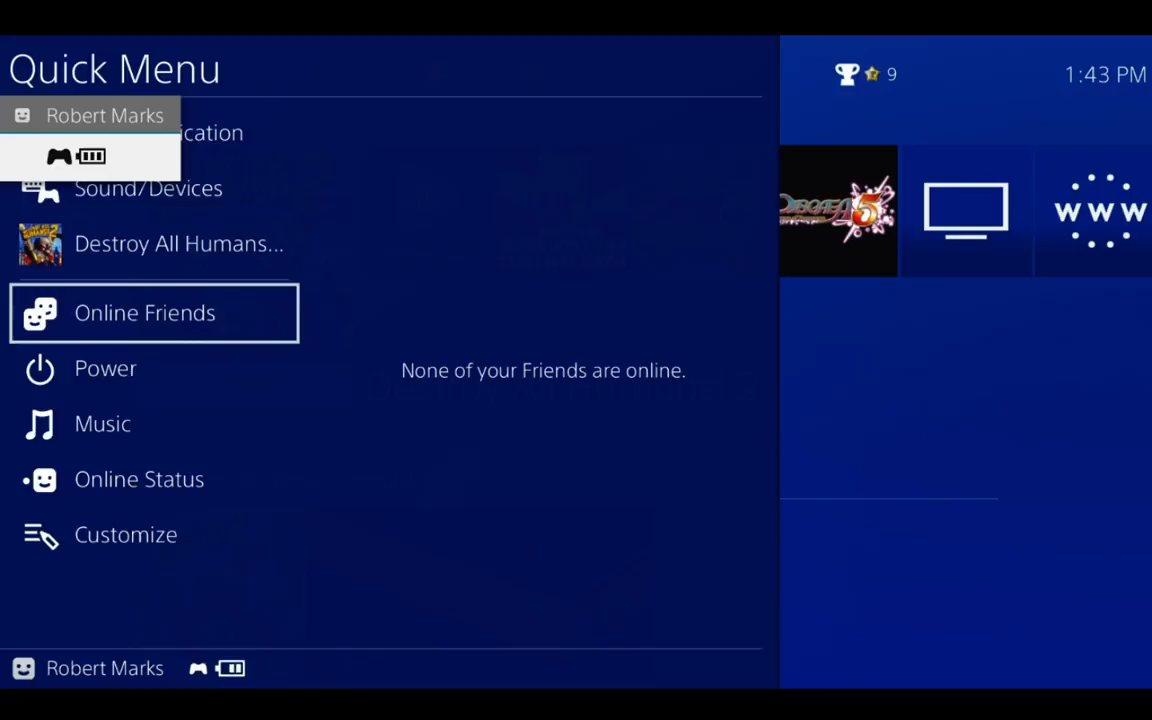 Quick Menu
9
1:43 PM
Robert Marks
ication
Sound/Devices
Destroy All Humans...
WWW
Online Friends
Power
None of your Friends are online.
Music
Online Status
Customize
Robert Marks